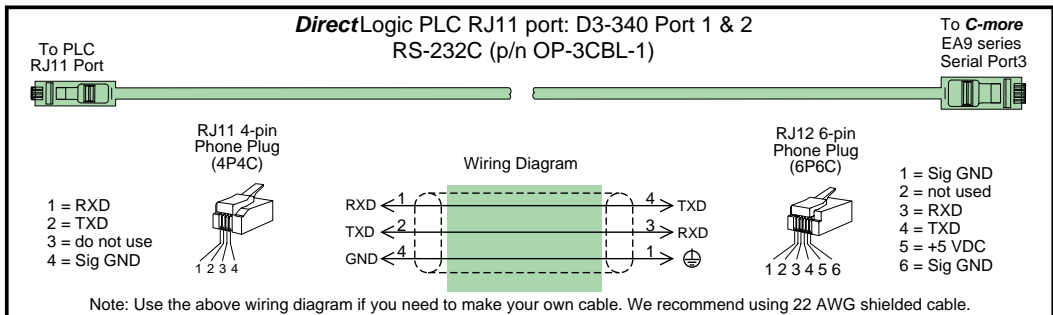 DirectLogic PLC RJ11 port: D3-340 Port 1 & 2
RS-232C (p/n OP-3CBL-1)
To PLC
RJ11 Port
To C-more
EA9 series
Serial Port3
RJ11 4-pin
Phone Plug
(4P4C)
1 = RXD
2 = TXD
3 = do not use
4 = Sig GND
1 2 3 4
Wiring Diagram
RXD 1 4 TXD
TXD 2 3 RXD
GND 4 1
RJ12 6-pin
Phone Plug
(6P6C)
1 2 3 4 5 6
1 = Sig GND
2 = not used
3 = RXD
4 = TXD
5 = +5 VDC
6 = Sig GND
Note: Use the above wiring diagram if you need to make your own cable. We recommend using 22 AWG shielded cable.